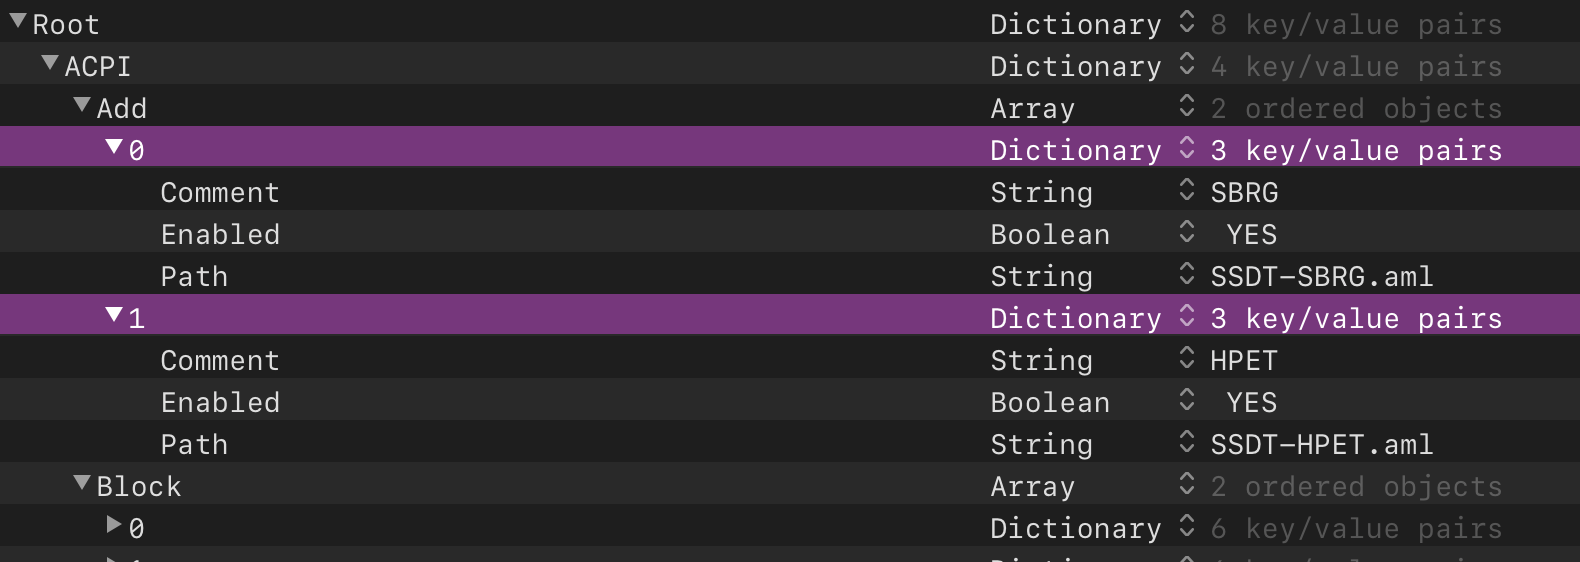 Root Dictionary 8 key/value pairs
ACPI Dictionary 4 key/value pairs
Add Array 2 ordered objects
0 Dictionary 3 key/value pairs
Comment String SBRG
Enabled Boolean YES
Path String SSDT-SBRG.aml
1 Dictionary 3 key/value pairs
Comment String HPET
Enabled Boolean YES
Path String SSDT-HPET.aml
Block Array 2 ordered objects
0 Dictionary 6 key/value pairs